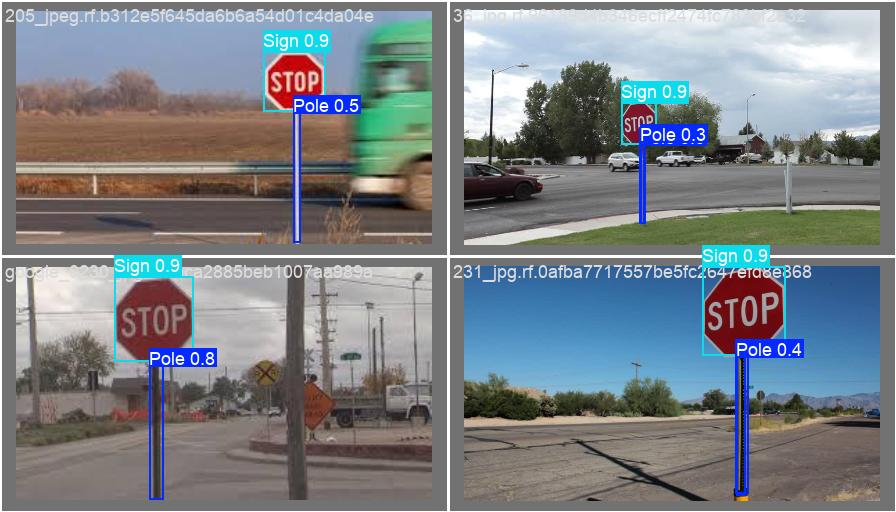 205_jpeg.rf.b312e5f645da6b6a54d01c4da04e
Sign 0.9
STOP
Pole 0.5
Sign 0.9
STOP
Pole 0.3
Sign 0.9
STOP
Pole 0.8
231_jpg.rf.0afba7717557be5fc2647efd8e868
Sign 0.9
STOP
Pole 0.4